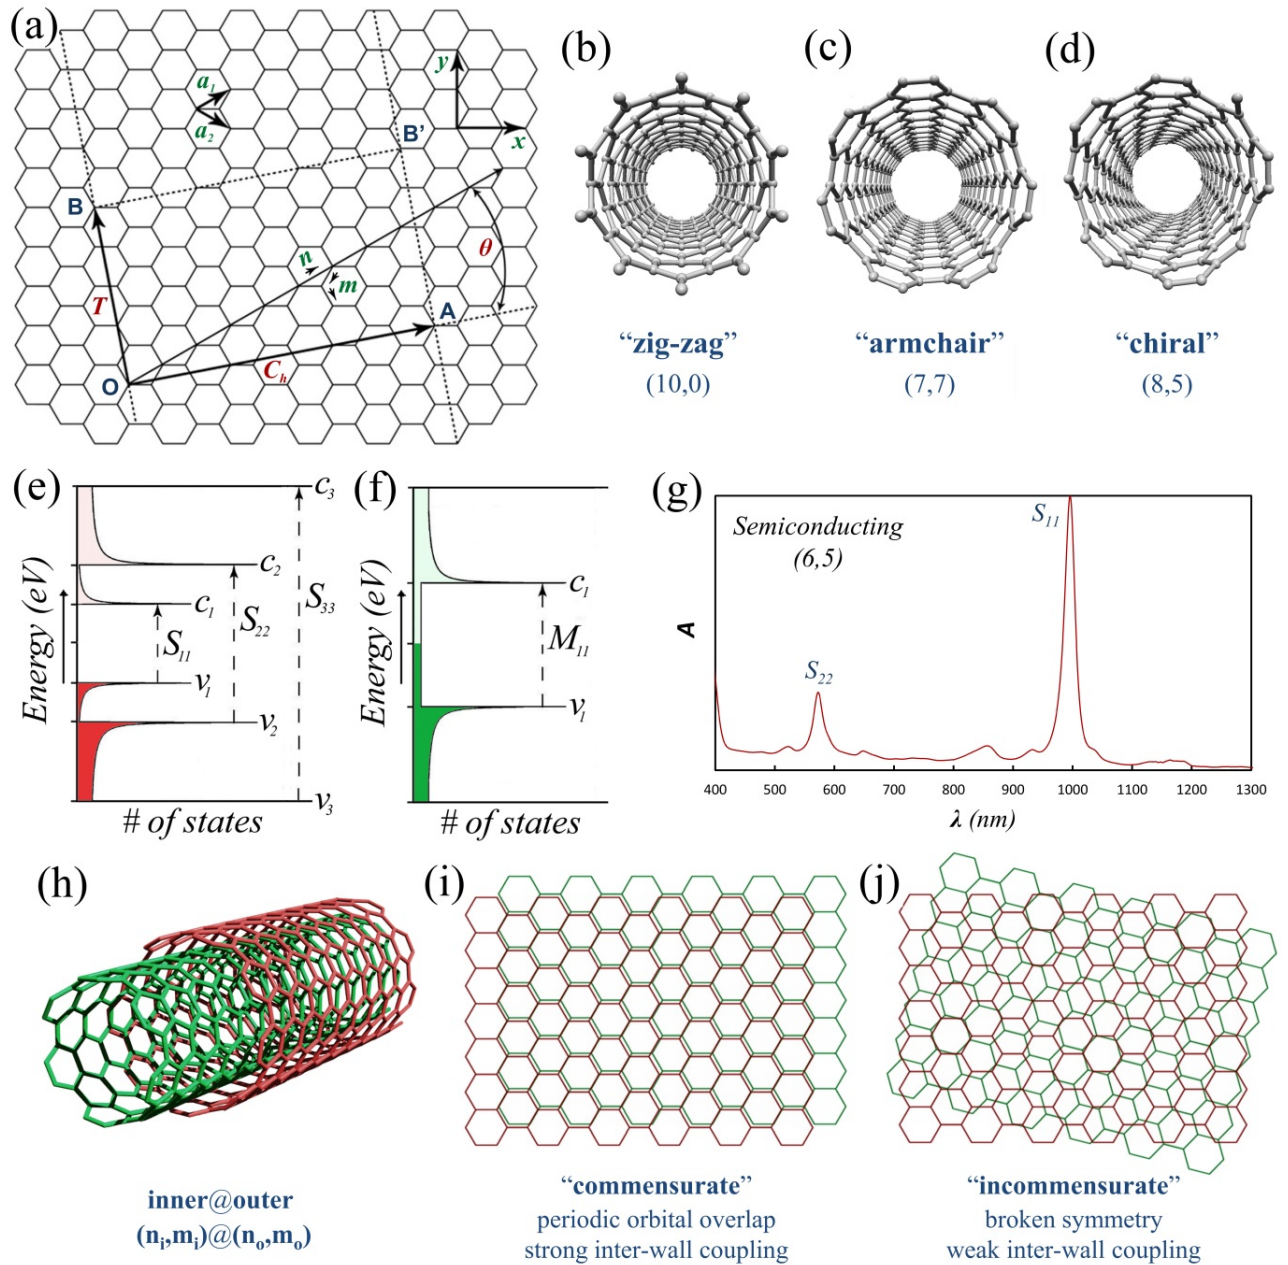 (a)
a₁
a₂
y
x
B'
B
n
m
θ
A
T
O
Cₕ
(b)
(c)
(d)
“zig-zag”
(10,0)
“armchair”
(7,7)
“chiral”
(8,5)
(e)
Energy (eV)
c₃
c₂
c₁
S₁₁
S₂₂
S₃₃
v₁
v₂
v₃
# of states
(f)
Energy (eV)
c₁
M₁₁
v₁
# of states
(g)
Semiconducting
(6,5)
S₁₁
S₂₂
A
400 500 600 700 800 900 1000 1100 1200 1300
λ (nm)
(h)
inner@outer
(nᵢ,mᵢ)@(nₒ,mₒ)
(i)
“commensurate”
periodic orbital overlap
strong inter-wall coupling
(j)
“incommensurate”
broken symmetry
weak inter-wall coupling